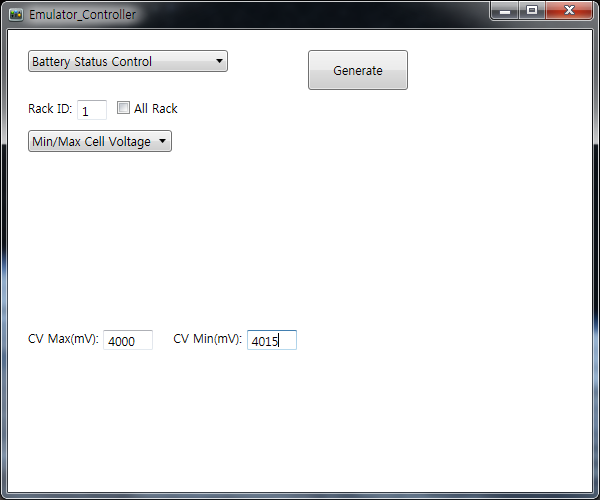 Emulator_Controller
Battery Status Control
Generate
Rack ID: 1 All Rack
Min/Max Cell Voltage
CV Max(mV): 4000 CV Min(mV): 4015